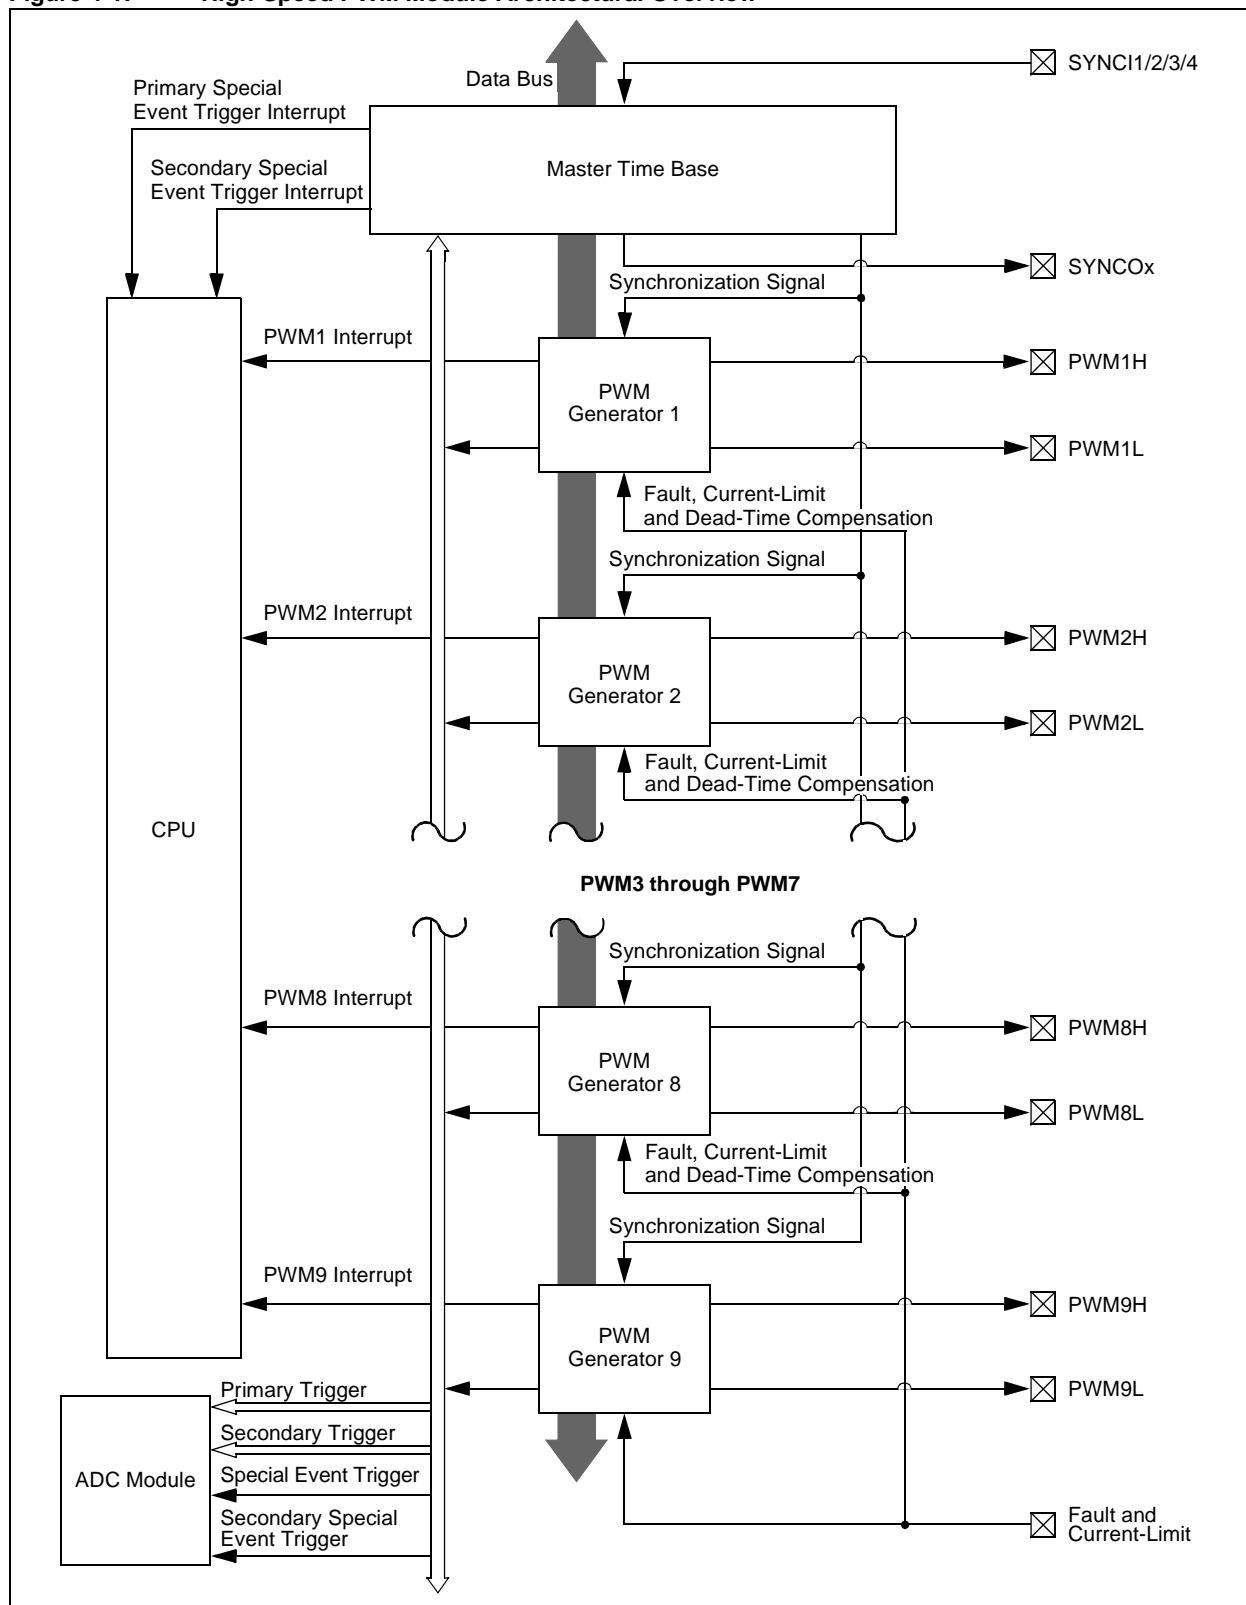 Data Bus
SYNCI1/2/3/4
Primary Special
Event Trigger Interrupt
Secondary Special
Event Trigger Interrupt
Master Time Base
SYNCOx
Synchronization Signal
PWM1 Interrupt
PWM
Generator 1
PWM1H
PWM1L
Fault, Current-Limit
and Dead-Time Compensation
Synchronization Signal
PWM2 Interrupt
PWM
Generator 2
PWM2H
PWM2L
Fault, Current-Limit
and Dead-Time Compensation
CPU
PWM3 through PWM7
Synchronization Signal
PWM8 Interrupt
PWM
Generator 8
PWM8H
PWM8L
Fault, Current-Limit
and Dead-Time Compensation
Synchronization Signal
PWM9 Interrupt
PWM
Generator 9
PWM9H
PWM9L
Primary Trigger
Secondary Trigger
ADC Module
Special Event Trigger
Secondary Special
Event Trigger
Fault and
Current-Limit